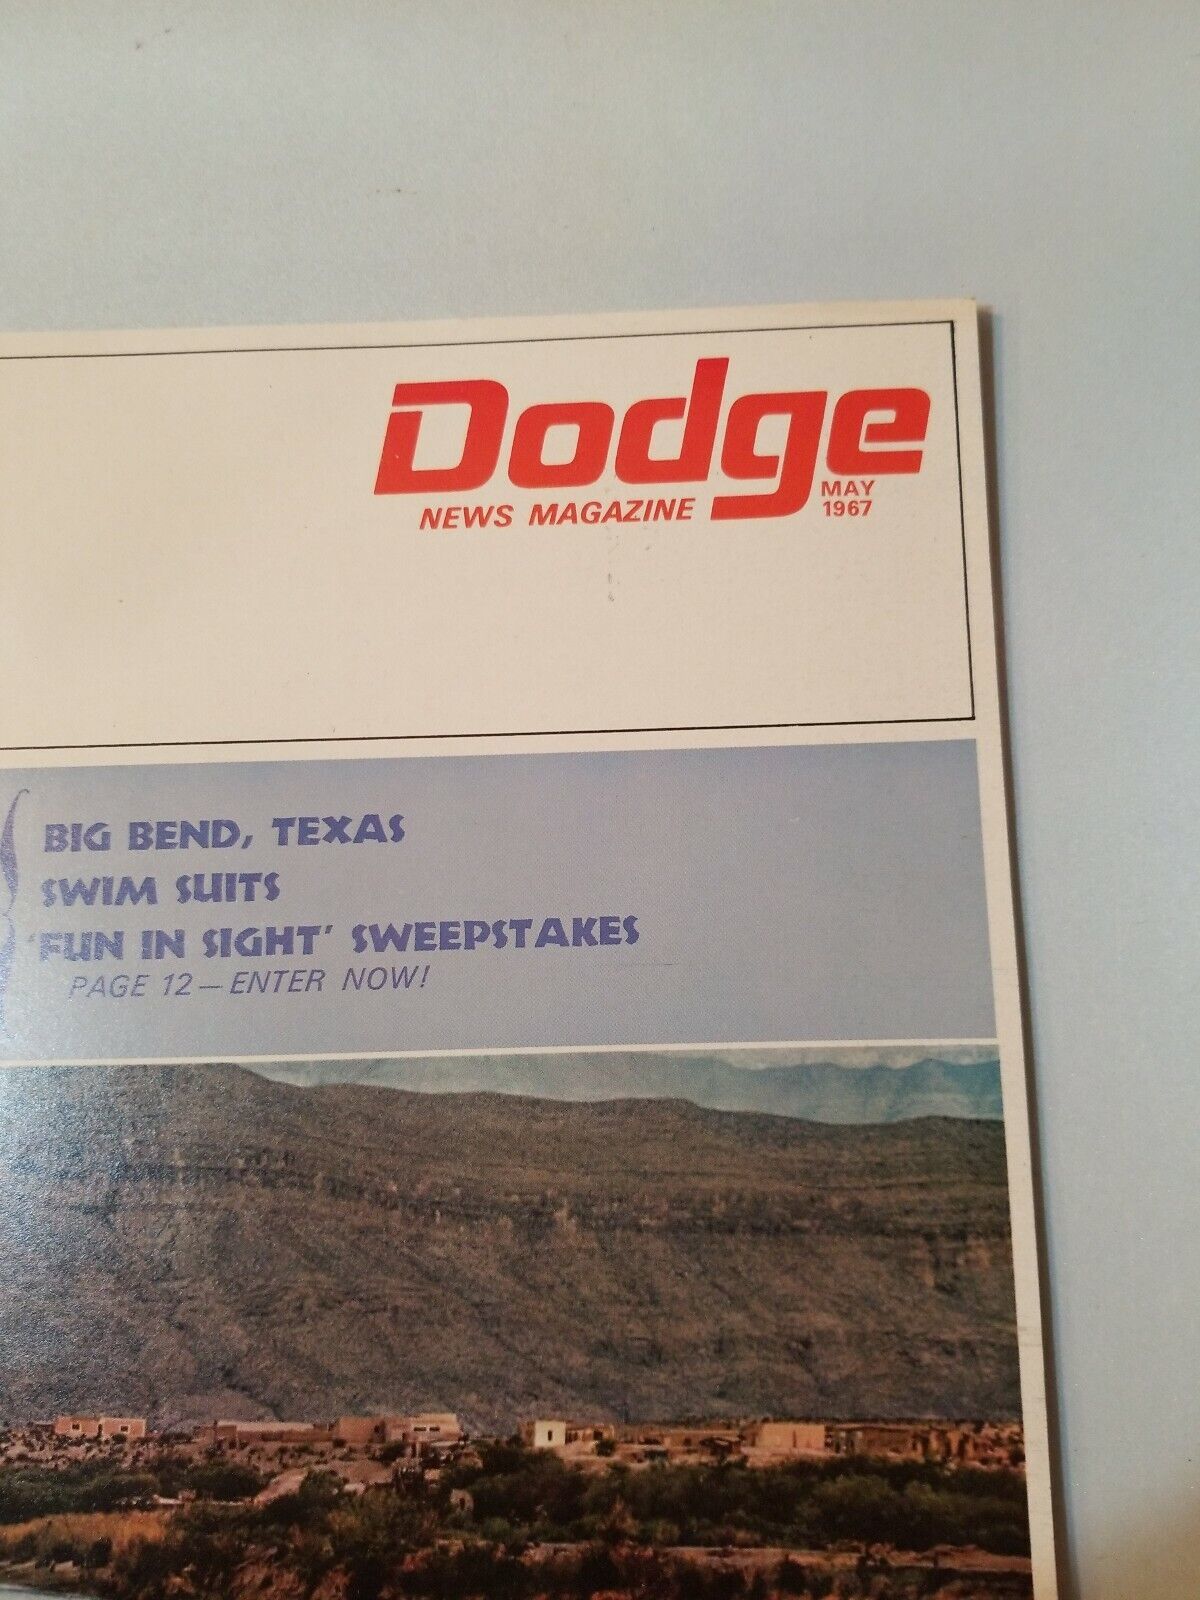 Dodge
NEWS MAGAZINE
MAY
1967
BIG BEND, TEXAS
SWIM SUITS
'FUN IN SIGHT' SWEEPSTAKES
PAGE 12—ENTER NOW!